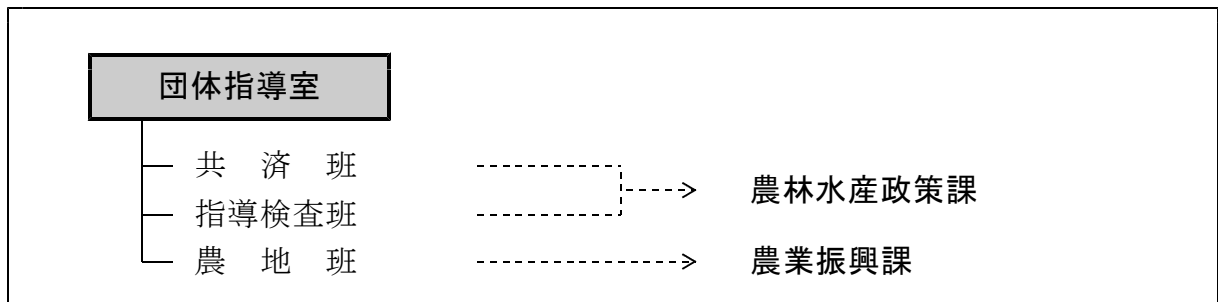 団体指導室
共　済　班
指導検査班
農林水産政策課
農　地　班
農業振興課